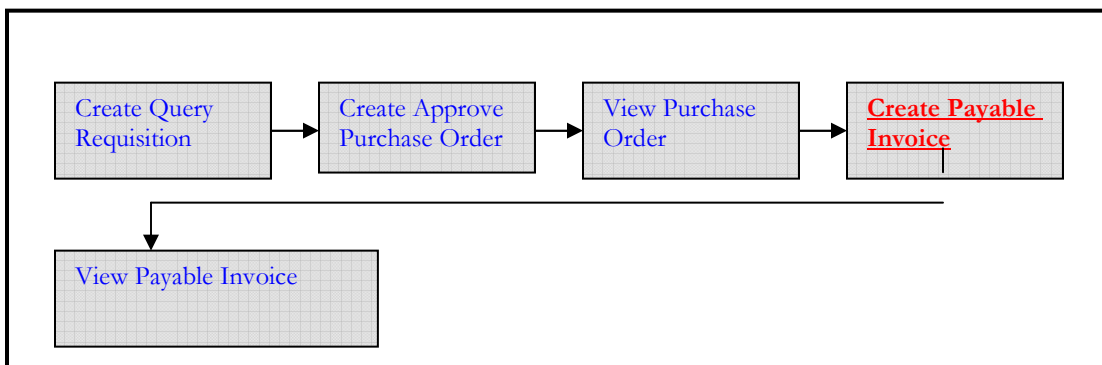 Create Query
Requisition
Create Approve
Purchase Order
View Purchase
Order
Create Payable
Invoice
View Payable Invoice